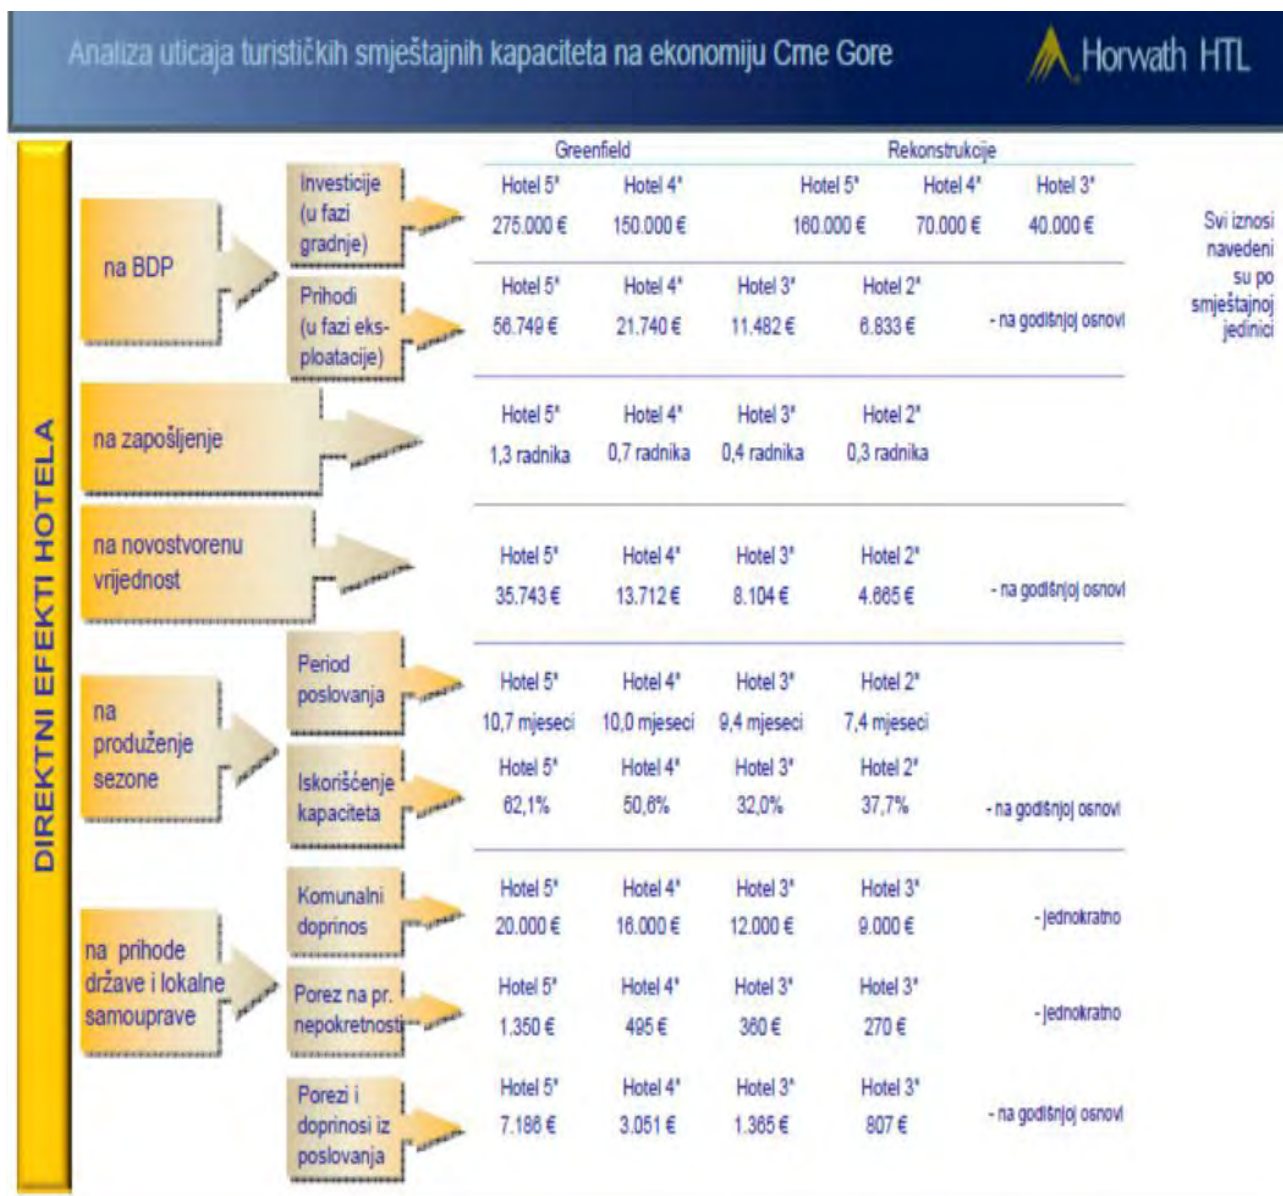 Analiza uticaja turističkih smještajnih kapaciteta na ekonomiju Crne Gore
Horwath HTL
DIREKTNI EFEKTI HOTELA
Greenfield Rekonstrukcije
na BDP
Investicije
(u fazi
gradnje)
Hotel 5* Hotel 4* Hotel 5* Hotel 4* Hotel 3*
275.000 € 150.000 € 160.000 € 70.000 € 40.000 €
Svi iznosi
navedeni
su po
smještajnoj
jedinici
Prihodi
(u fazi eks-
ploatacije)
Hotel 5* Hotel 4* Hotel 3* Hotel 2*
56.749 € 21.740 € 11.482 € 6.833 € - na godišnjoj osnovi
na zapošljenje
Hotel 5* Hotel 4* Hotel 3* Hotel 2*
1,3 radnika 0,7 radnika 0,4 radnika 0,3 radnika
na novostvorenu
vrijednost
Hotel 5* Hotel 4* Hotel 3* Hotel 2*
35.743 € 13.712 € 8.104 € 4.665 € - na godišnjoj osnovi
na
produženje
sezone
Period
poslovanja
Hotel 5* Hotel 4* Hotel 3* Hotel 2*
10,7 mjeseci 10,0 mjeseci 9,4 mjeseci 7,4 mjeseci
Iskorišćenje
kapaciteta
Hotel 5* Hotel 4* Hotel 3* Hotel 2*
62,1% 50,6% 32,0% 37,7% - na godišnjoj osnovi
na prihode
države i lokalne
samouprave
Komunalni
doprinos
Hotel 5* Hotel 4* Hotel 3* Hotel 3*
20.000 € 16.000 € 12.000 € 9.000 € - jednokratno
Porez na pr.
nepokretnosti
Hotel 5* Hotel 4* Hotel 3* Hotel 3*
1.350 € 495 € 360 € 270 € - jednokratno
Porezi i
doprinosi iz
poslovanja
Hotel 5* Hotel 4* Hotel 3* Hotel 3*
7.186 € 3.051 € 1.365 € 807 € - na godišnjoj osnovi